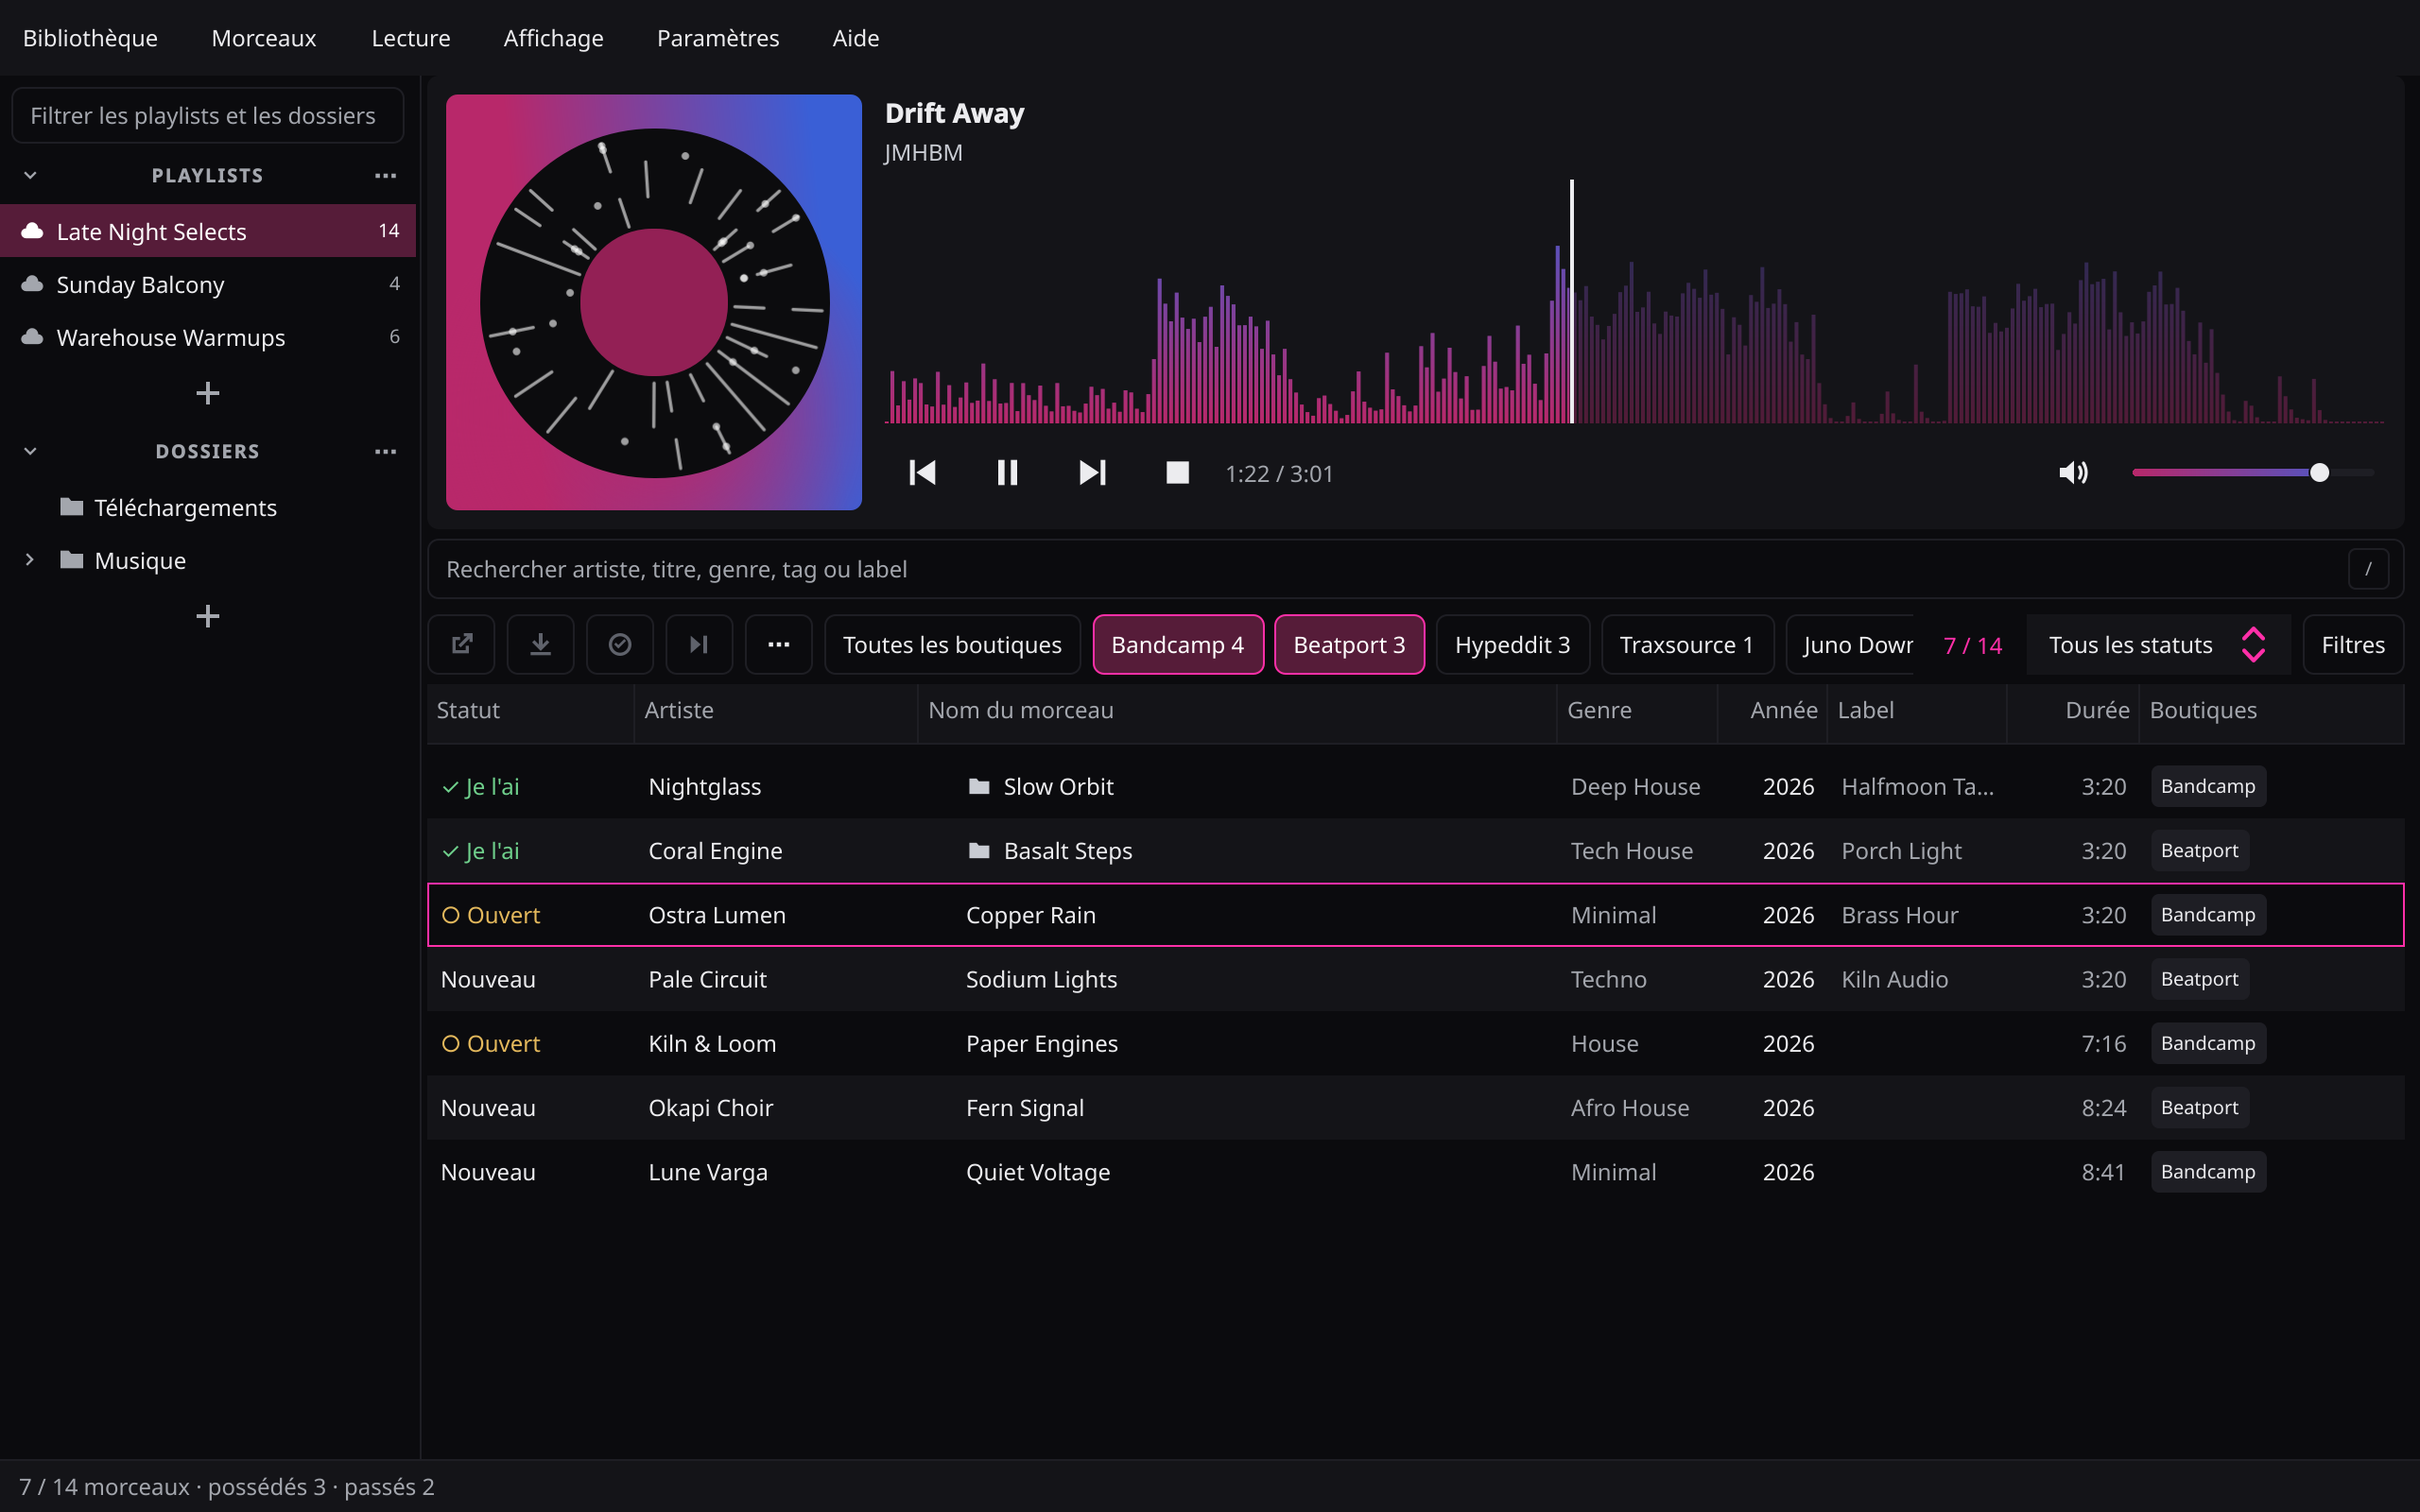 Bibliothèque Morceaux Lecture Affichage Paramètres Aide
Filtrer les playlists et les dossiers
PLAYLISTS
Late Night Selects 14
Sunday Balcony 4
Warehouse Warmups 6
DOSSIERS
Téléchargements
Musique
Drift Away
JMHBM
1:22 / 3:01
Rechercher artiste, titre, genre, tag ou label /
Toutes les boutiques Bandcamp 4 Beatport 3 Hypeddit 3 Traxsource 1 Juno Dowr 7 / 14 Tous les statuts Filtres
Statut Artiste Nom du morceau Genre Année Label Durée Boutiques
Je l'ai Nightglass Slow Orbit Deep House 2026 Halfmoon Ta... 3:20 Bandcamp
Je l'ai Coral Engine Basalt Steps Tech House 2026 Porch Light 3:20 Beatport
Ouvert Ostra Lumen Copper Rain Minimal 2026 Brass Hour 3:20 Bandcamp
Nouveau Pale Circuit Sodium Lights Techno 2026 Kiln Audio 3:20 Beatport
Ouvert Kiln & Loom Paper Engines House 2026 7:16 Bandcamp
Nouveau Okapi Choir Fern Signal Afro House 2026 8:24 Beatport
Nouveau Lune Varga Quiet Voltage Minimal 2026 8:41 Bandcamp
7 / 14 morceaux · possédés 3 · passés 2